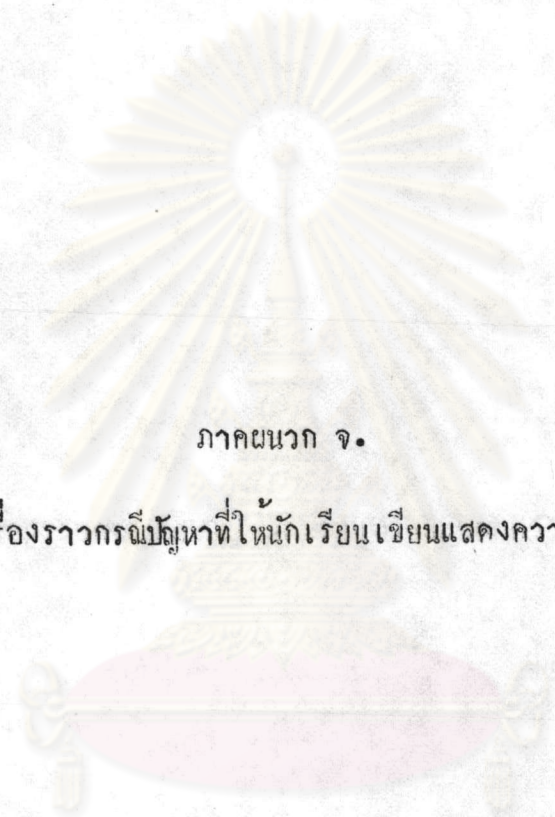 ภาคผนวก จ.
องราวกรณีปัญหาที่ให้นักเรียนเขียนแสดงควา